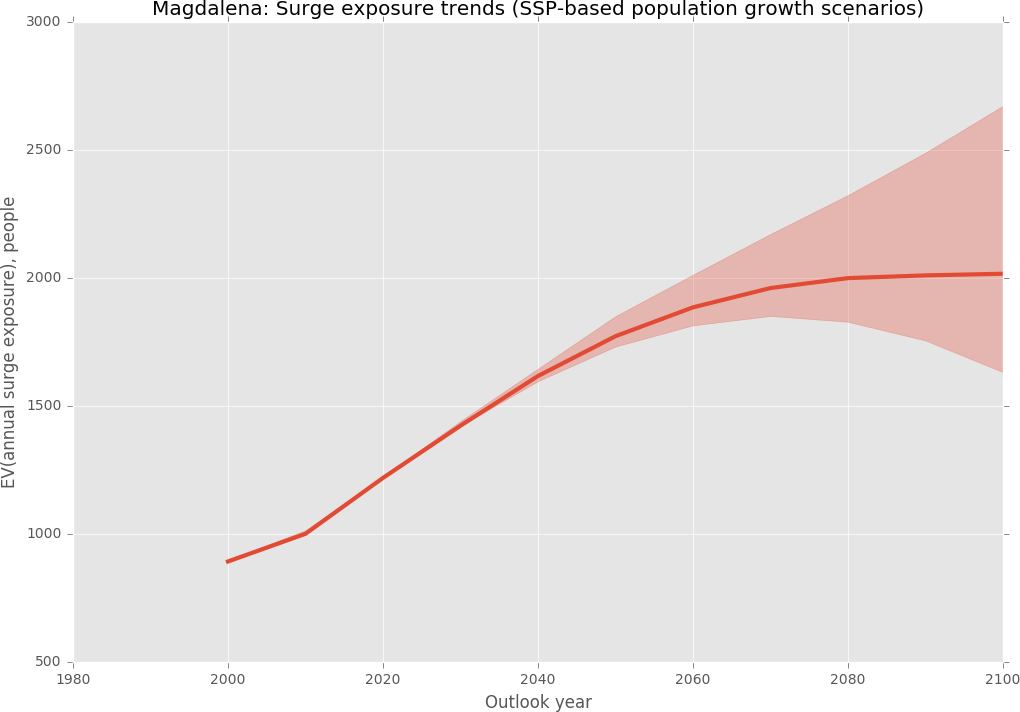 Magdalena: Surge exposure trends (SSP-based population growth scenarios)
EV(annual surge exposure), people
3000
2500
2000
1500
1000
500
1980 2000 2020 2040 2060 2080 2100
Outlook year